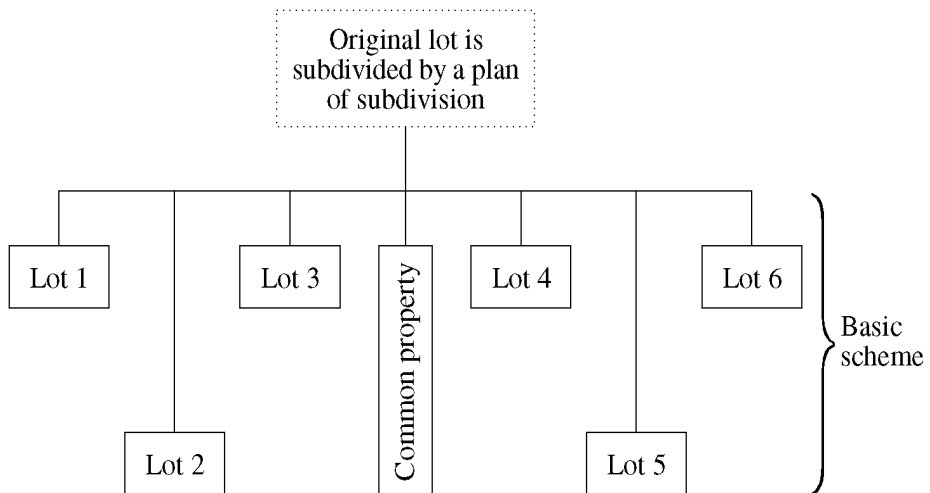 Original lot is
subdivided by a plan
of subdivision
Lot 1
Lot 3
Common property
Lot 4
Lot 6
Basic
scheme
Lot 2
Lot 5